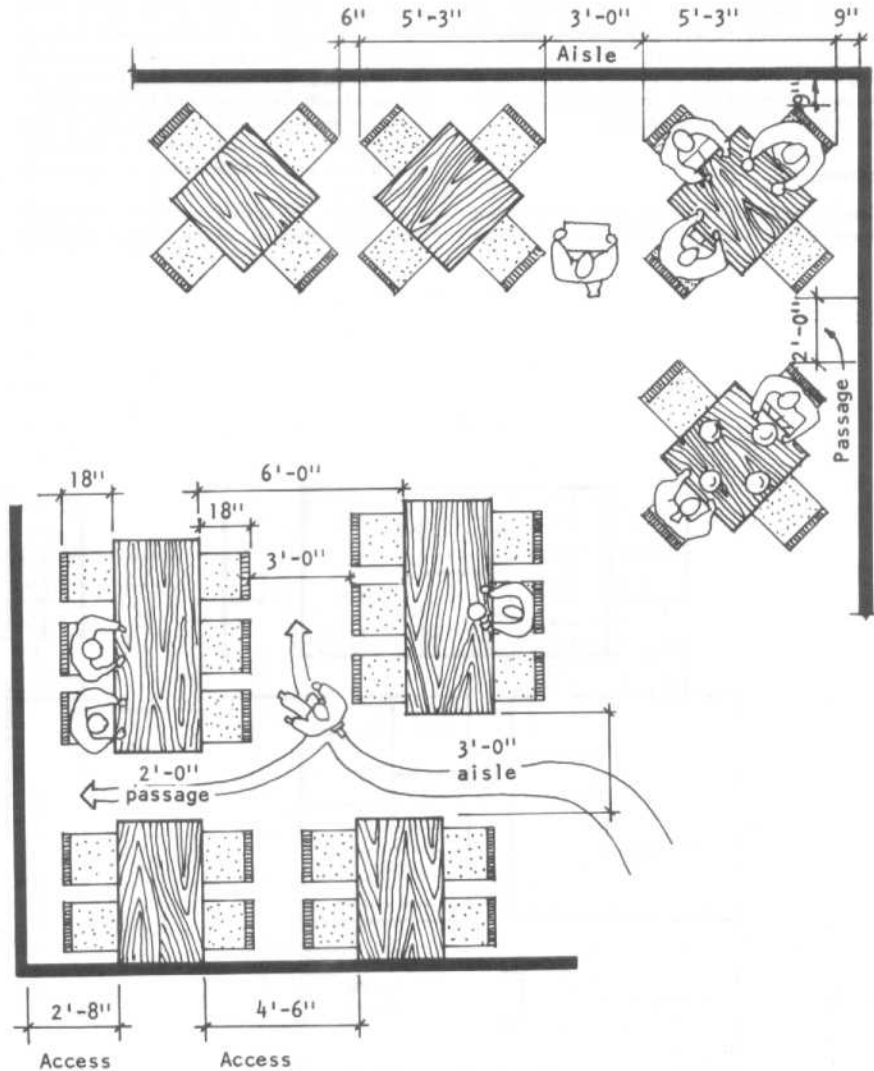 6" 5'-3" 3'-0" 5'-3" 9"
Aisle
9"
2'-0"
Passage
18" 6'-0"
18"
3'-0"
3'-0"
aisle
2'-0"
passage
2'-8" 4'-6"
Access Access